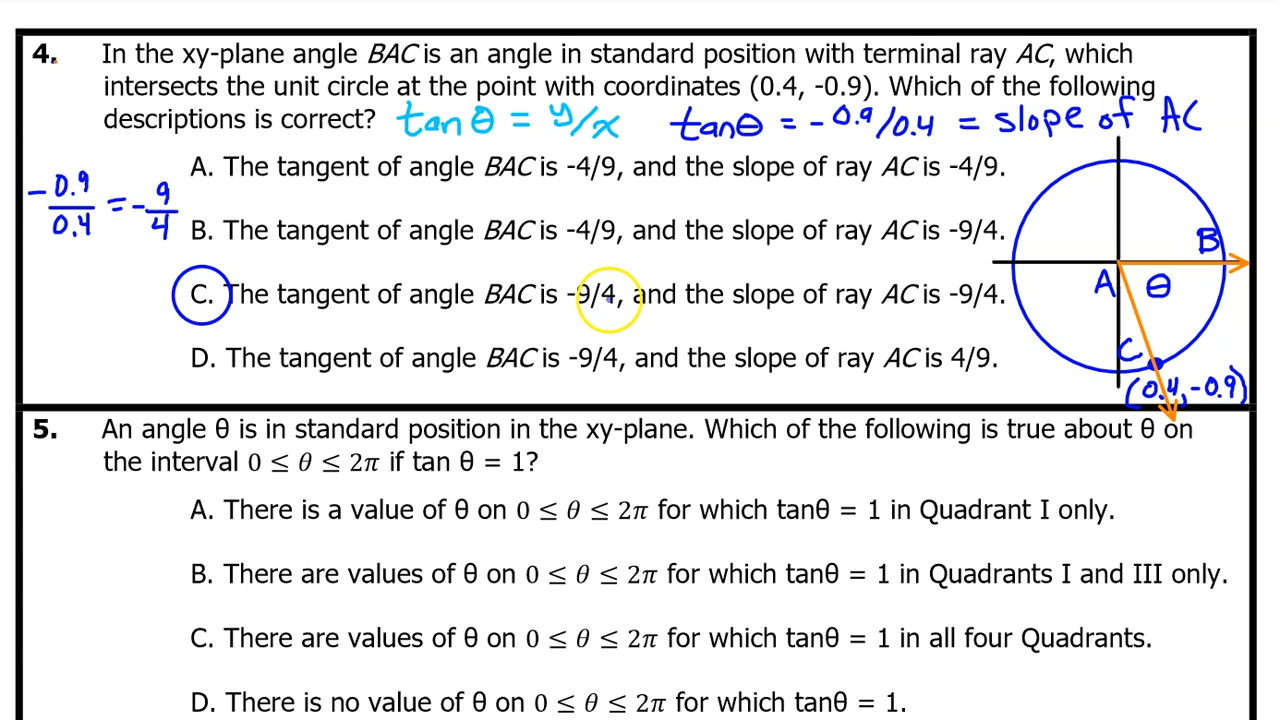 4. In the xy-plane angle BAC is an angle in standard position with terminal ray AC, which
intersects the unit circle at the point with coordinates (0.4, -0.9). Which of the following
descriptions is correct? tan θ = y/x tanθ = -0.9/0.4 = slope of AC
A. The tangent of angle BAC is -4/9, and the slope of ray AC is -4/9.
-0.9/0.4 = -9/4
B. The tangent of angle BAC is -4/9, and the slope of ray AC is -9/4.
C. The tangent of angle BAC is -9/4, and the slope of ray AC is -9/4.
D. The tangent of angle BAC is -9/4, and the slope of ray AC is 4/9.
B
A θ
C
(0.4, -0.9)
5. An angle θ is in standard position in the xy-plane. Which of the following is true about θ on
the interval 0 ≤ θ ≤ 2π if tan θ = 1?
A. There is a value of θ on 0 ≤ θ ≤ 2π for which tanθ = 1 in Quadrant I only.
B. There are values of θ on 0 ≤ θ ≤ 2π for which tanθ = 1 in Quadrants I and III only.
C. There are values of θ on 0 ≤ θ ≤ 2π for which tanθ = 1 in all four Quadrants.
D. There is no value of θ on 0 ≤ θ ≤ 2π for which tanθ = 1.